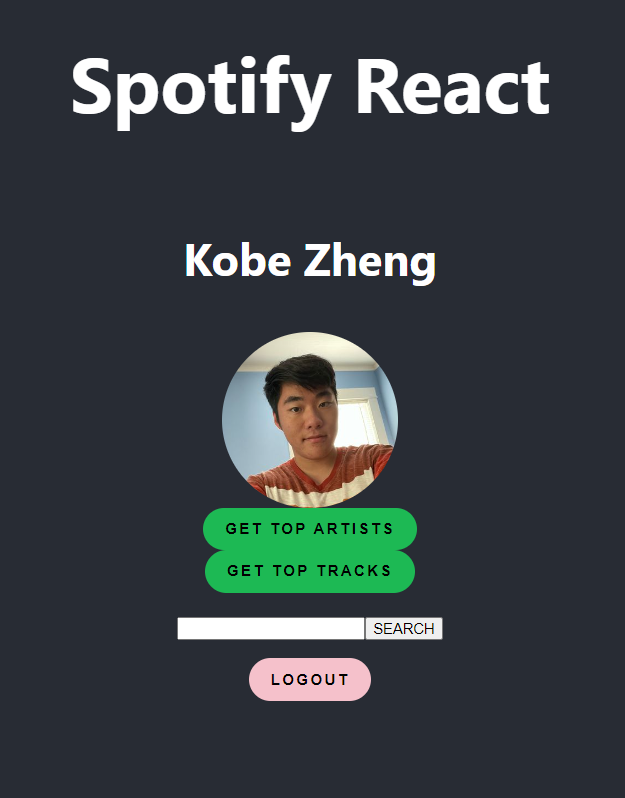 Spotify React
Kobe Zheng
GET TOP ARTISTS
GET TOP TRACKS
SEARCH
LOGOUT